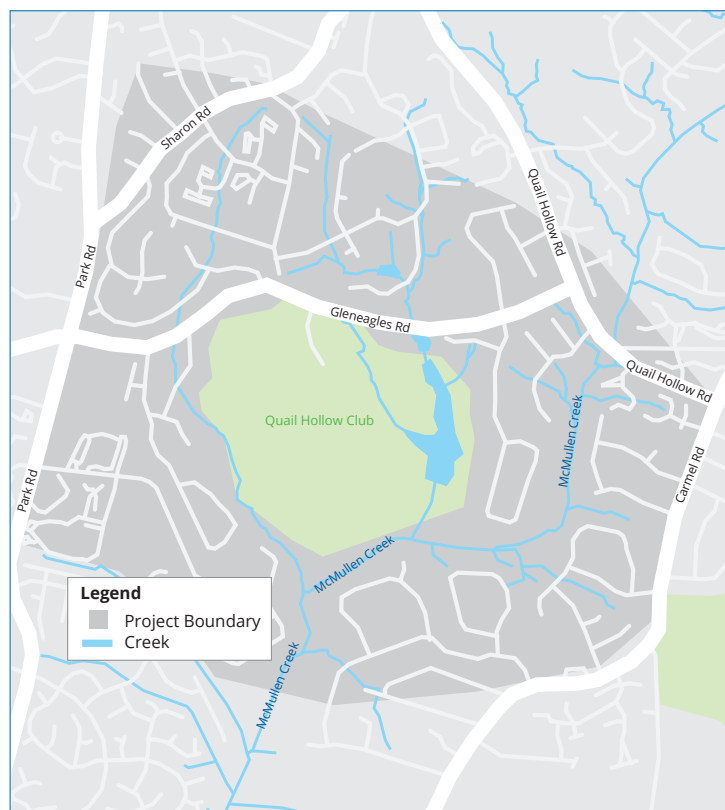 Sharon Rd
Quail Hollow Rd
Park Rd
Gleneagles Rd
Quail Hollow Rd
Quail Hollow Club
McMullen Creek
Carmel Rd
Park Rd
McMullen Creek
Legend
Project Boundary
Creek
McMullen Creek